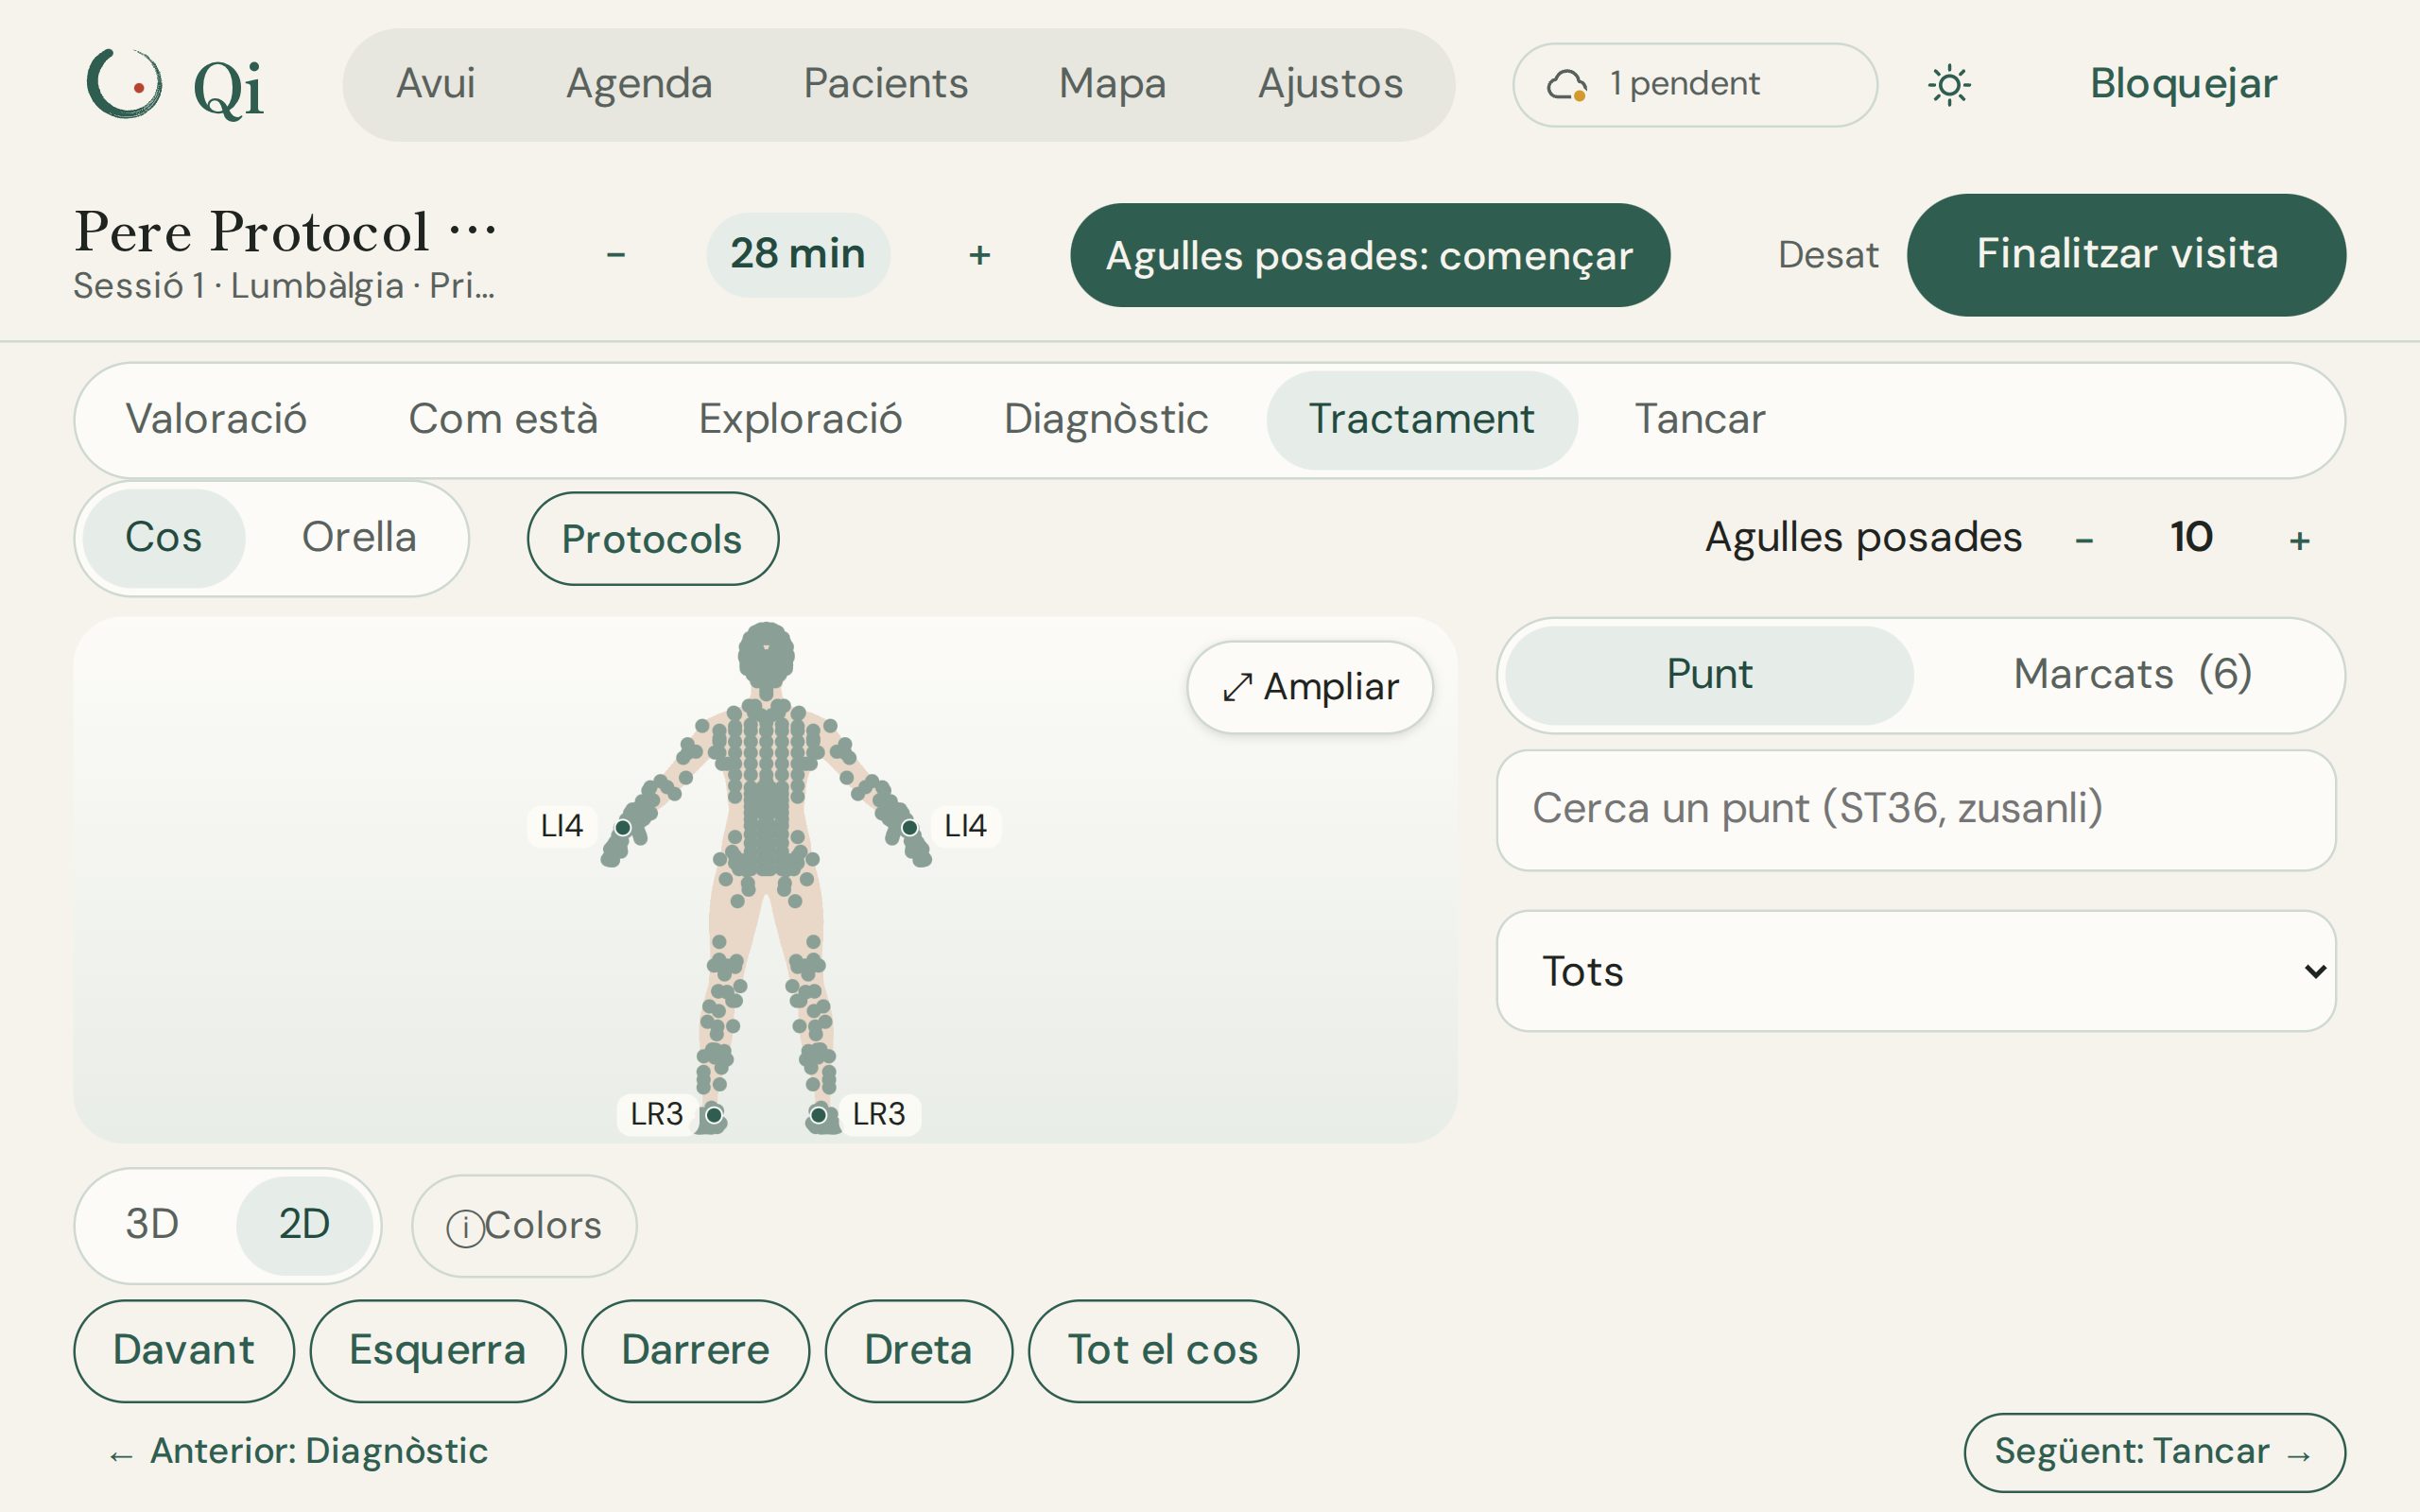 Qi
Avui Agenda Pacients Mapa Ajustos
1 pendent
Bloquejar
Pere Protocol ...
Sessió 1 · Lumbàlgia · Pri...
− 28 min +
Agulles posades: començar
Desat
Finalitzar visita
Valoració Com està Exploració Diagnòstic Tractament Tancar
Cos Orella
Protocols
Agulles posades − 10 +
Ampliar
Punt Marcats (6)
Cerca un punt (ST36, zusanli)
LI4 LI4
Tots
LR3 LR3
3D 2D
Colors
Davant Esquerra Darrere Dreta Tot el cos
← Anterior: Diagnòstic
Següent: Tancar →